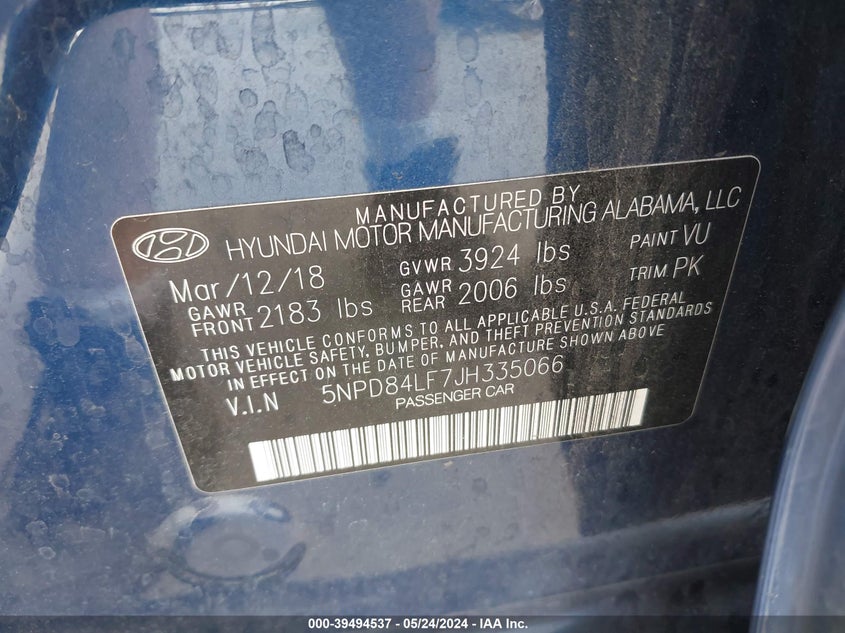 MANUFACTURED BY
HYUNDAI MOTOR MANUFACTURING ALABAMA, LLC
Mar/12/18 GVWR 3924 lbs PAINT VU
GAWR FRONT 2183 lbs GAWR REAR 2006 lbs TRIM PK
THIS VEHICLE CONFORMS TO ALL APPLICABLE U.S.A. FEDERAL
MOTOR VEHICLE SAFETY, BUMPER, AND THEFT PREVENTION STANDARDS
IN EFFECT ON THE DATE OF MANUFACTURE SHOWN ABOVE
V.I.N 5NPD84LF7JH335066
PASSENGER CAR
000-39494537 - 05/24/2024 - IAA Inc.